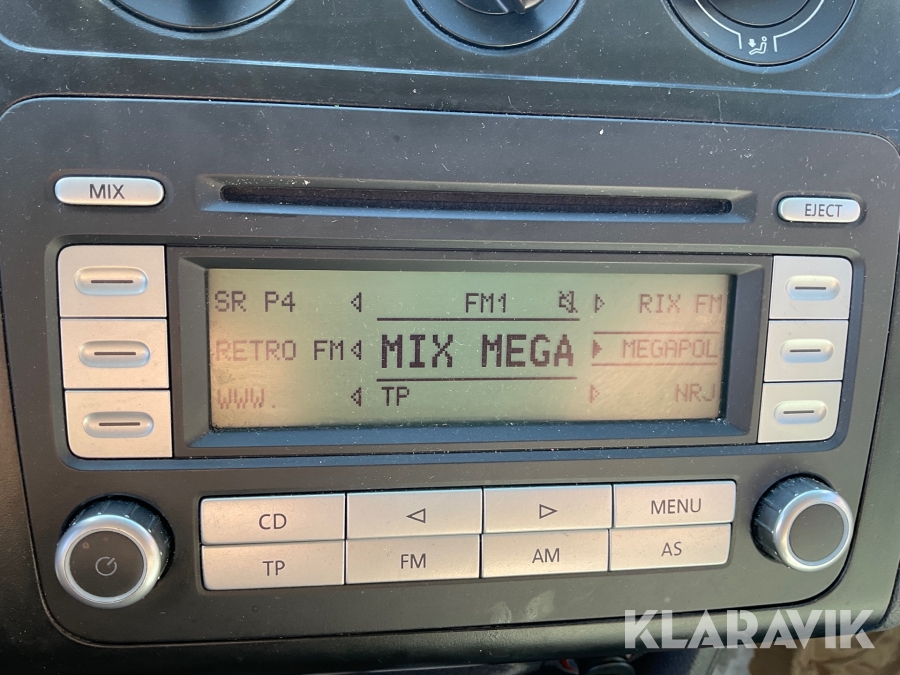 MIX
EJECT
SR P4 FM1 RIX FM
RETRO FM MIX MEGA MEGAPOL
WWW. TP NRJ
CD MENU
TP FM AM AS
KLARAVIK